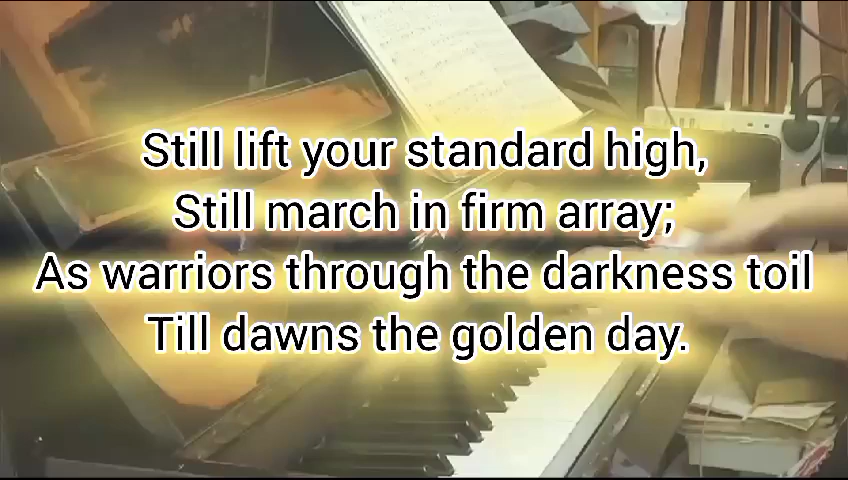 Still lift your standard high,
Still march in firm array;
As warriors through the darkness toil
Till dawns the golden day.